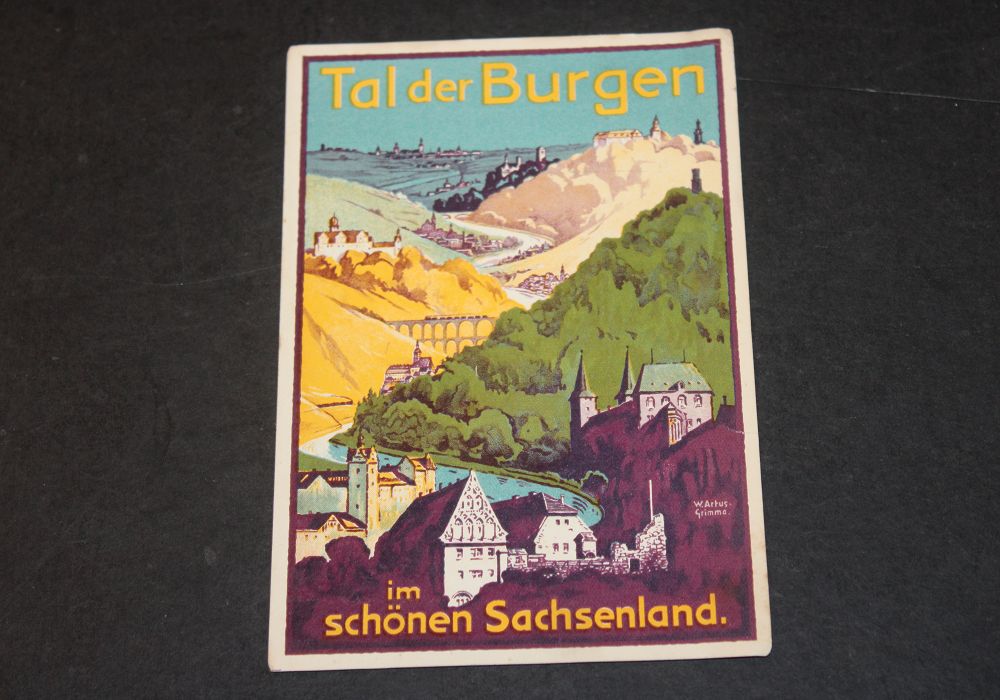 Tal der Burgen
W. Artus-
Grimma.
im
schönen Sachsenland.